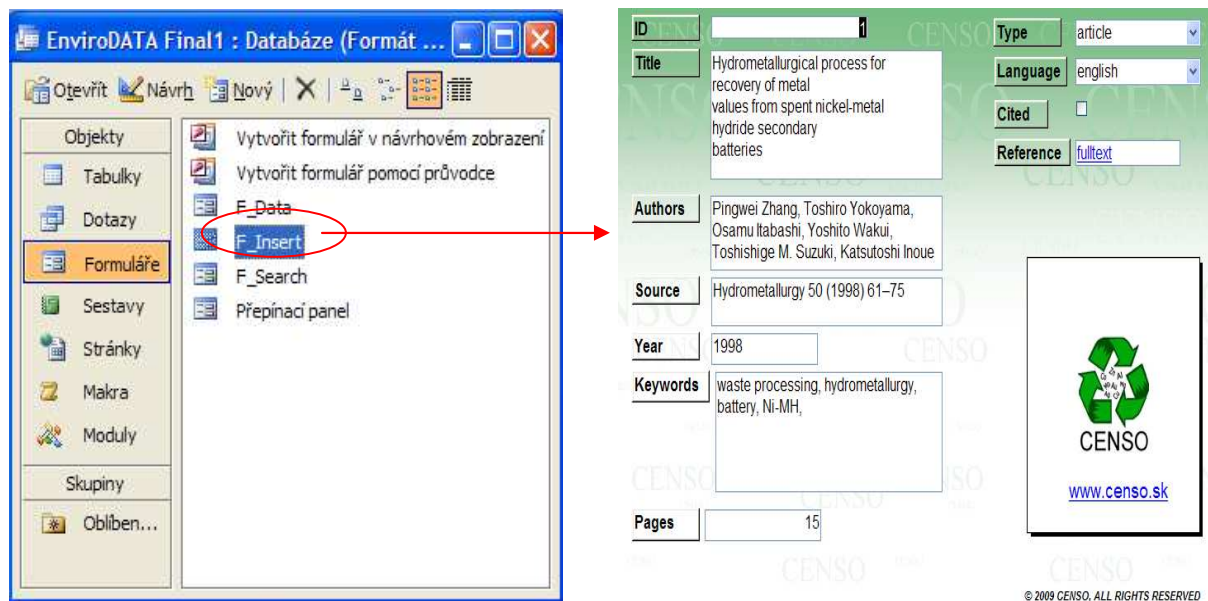 EnviroDATA Final1 : Databáze (Formát ...
Otevřít Návrh Nový
Objekty
Tabulky
Dotazy
Formuláře
Sestavy
Stránky
Makra
Moduly
Skupiny
Oblíben...
Vytvořit formulář v návrhovém zobrazení
Vytvořit formulář pomocí průvodce
F_Data
F_Insert
F_Search
Přepínací panel
ID 1
Title Hydrometallurgical process for
recovery of metal
values from spent nickel-metal
hydride secondary
batteries
Authors Pingwei Zhang, Toshiro Yokoyama,
Osamu Itabashi, Yoshito Wakui,
Toshishige M. Suzuki, Katsutoshi Inoue
Source Hydrometallurgy 50 (1998) 61–75
Year 1998
Keywords waste processing, hydrometallurgy,
battery, Ni-MH,
Pages 15
Type article
Language english
Cited
Reference fulltext
CENSO
www.censo.sk
© 2009 CENSO, ALL RIGHTS RESERVED